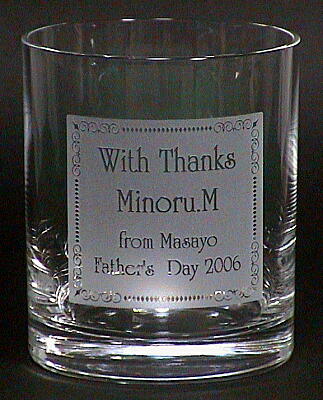 With Thanks
Minoru.M
from Masayo
Father's Day 2006